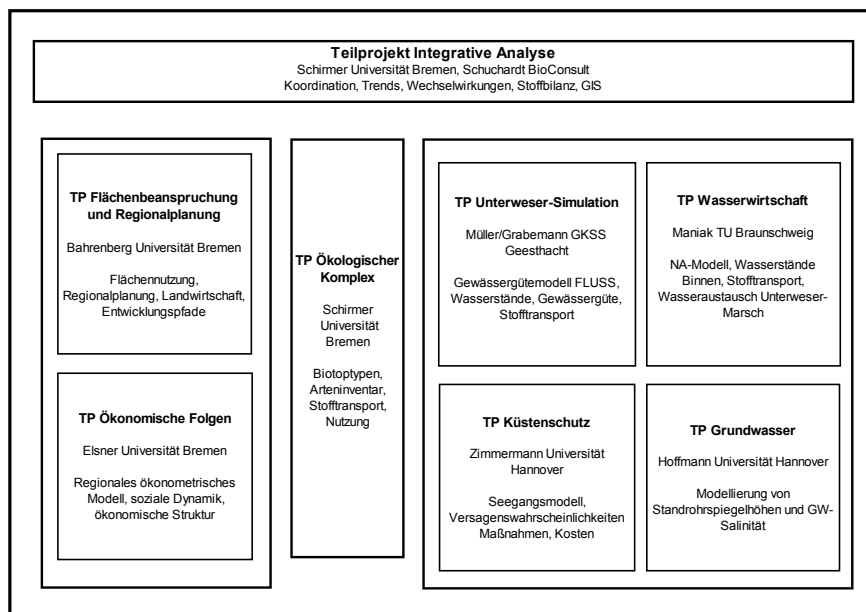 Teilprojekt Integrative Analyse
Schirmer Universität Bremen, Schuchardt BioConsult
Koordination, Trends, Wechselwirkungen, Stoffbilanz, GIS
TP Flächenbeanspruchung
und Regionalplanung
Bahrenberg Universität Bremen
Flächennutzung,
Regionalplanung, Landwirtschaft,
Entwicklungspfade
TP Ökonomische Folgen
Elsner Universität Bremen
Regionales ökonometrisches
Modell, soziale Dynamik,
ökonomische Struktur
TP Ökologischer
Komplex
Schirmer
Universität
Bremen
Biotoptypen,
Arteninventar,
Stofftransport,
Nutzung
TP Unterweser-Simulation
Müller/Grabemann GKSS
Geesthacht
Gewässergütemodell FLUSS,
Wasserstände, Gewässergüte,
Stofftransport
TP Wasserwirtschaft
Maniak TU Braunschweig
NA-Modell, Wasserstände
Binnen, Stofftransport,
Wasseraustausch Unterweser-
Marsch
TP Küstenschutz
Zimmermann Universität
Hannover
Seegangsmodell,
Versagenswahrscheinlichkeiten
Maßnahmen, Kosten
TP Grundwasser
Hoffmann Universität Hannover
Modellierung von
Standrohrspiegelhöhen und GW-
Salinität